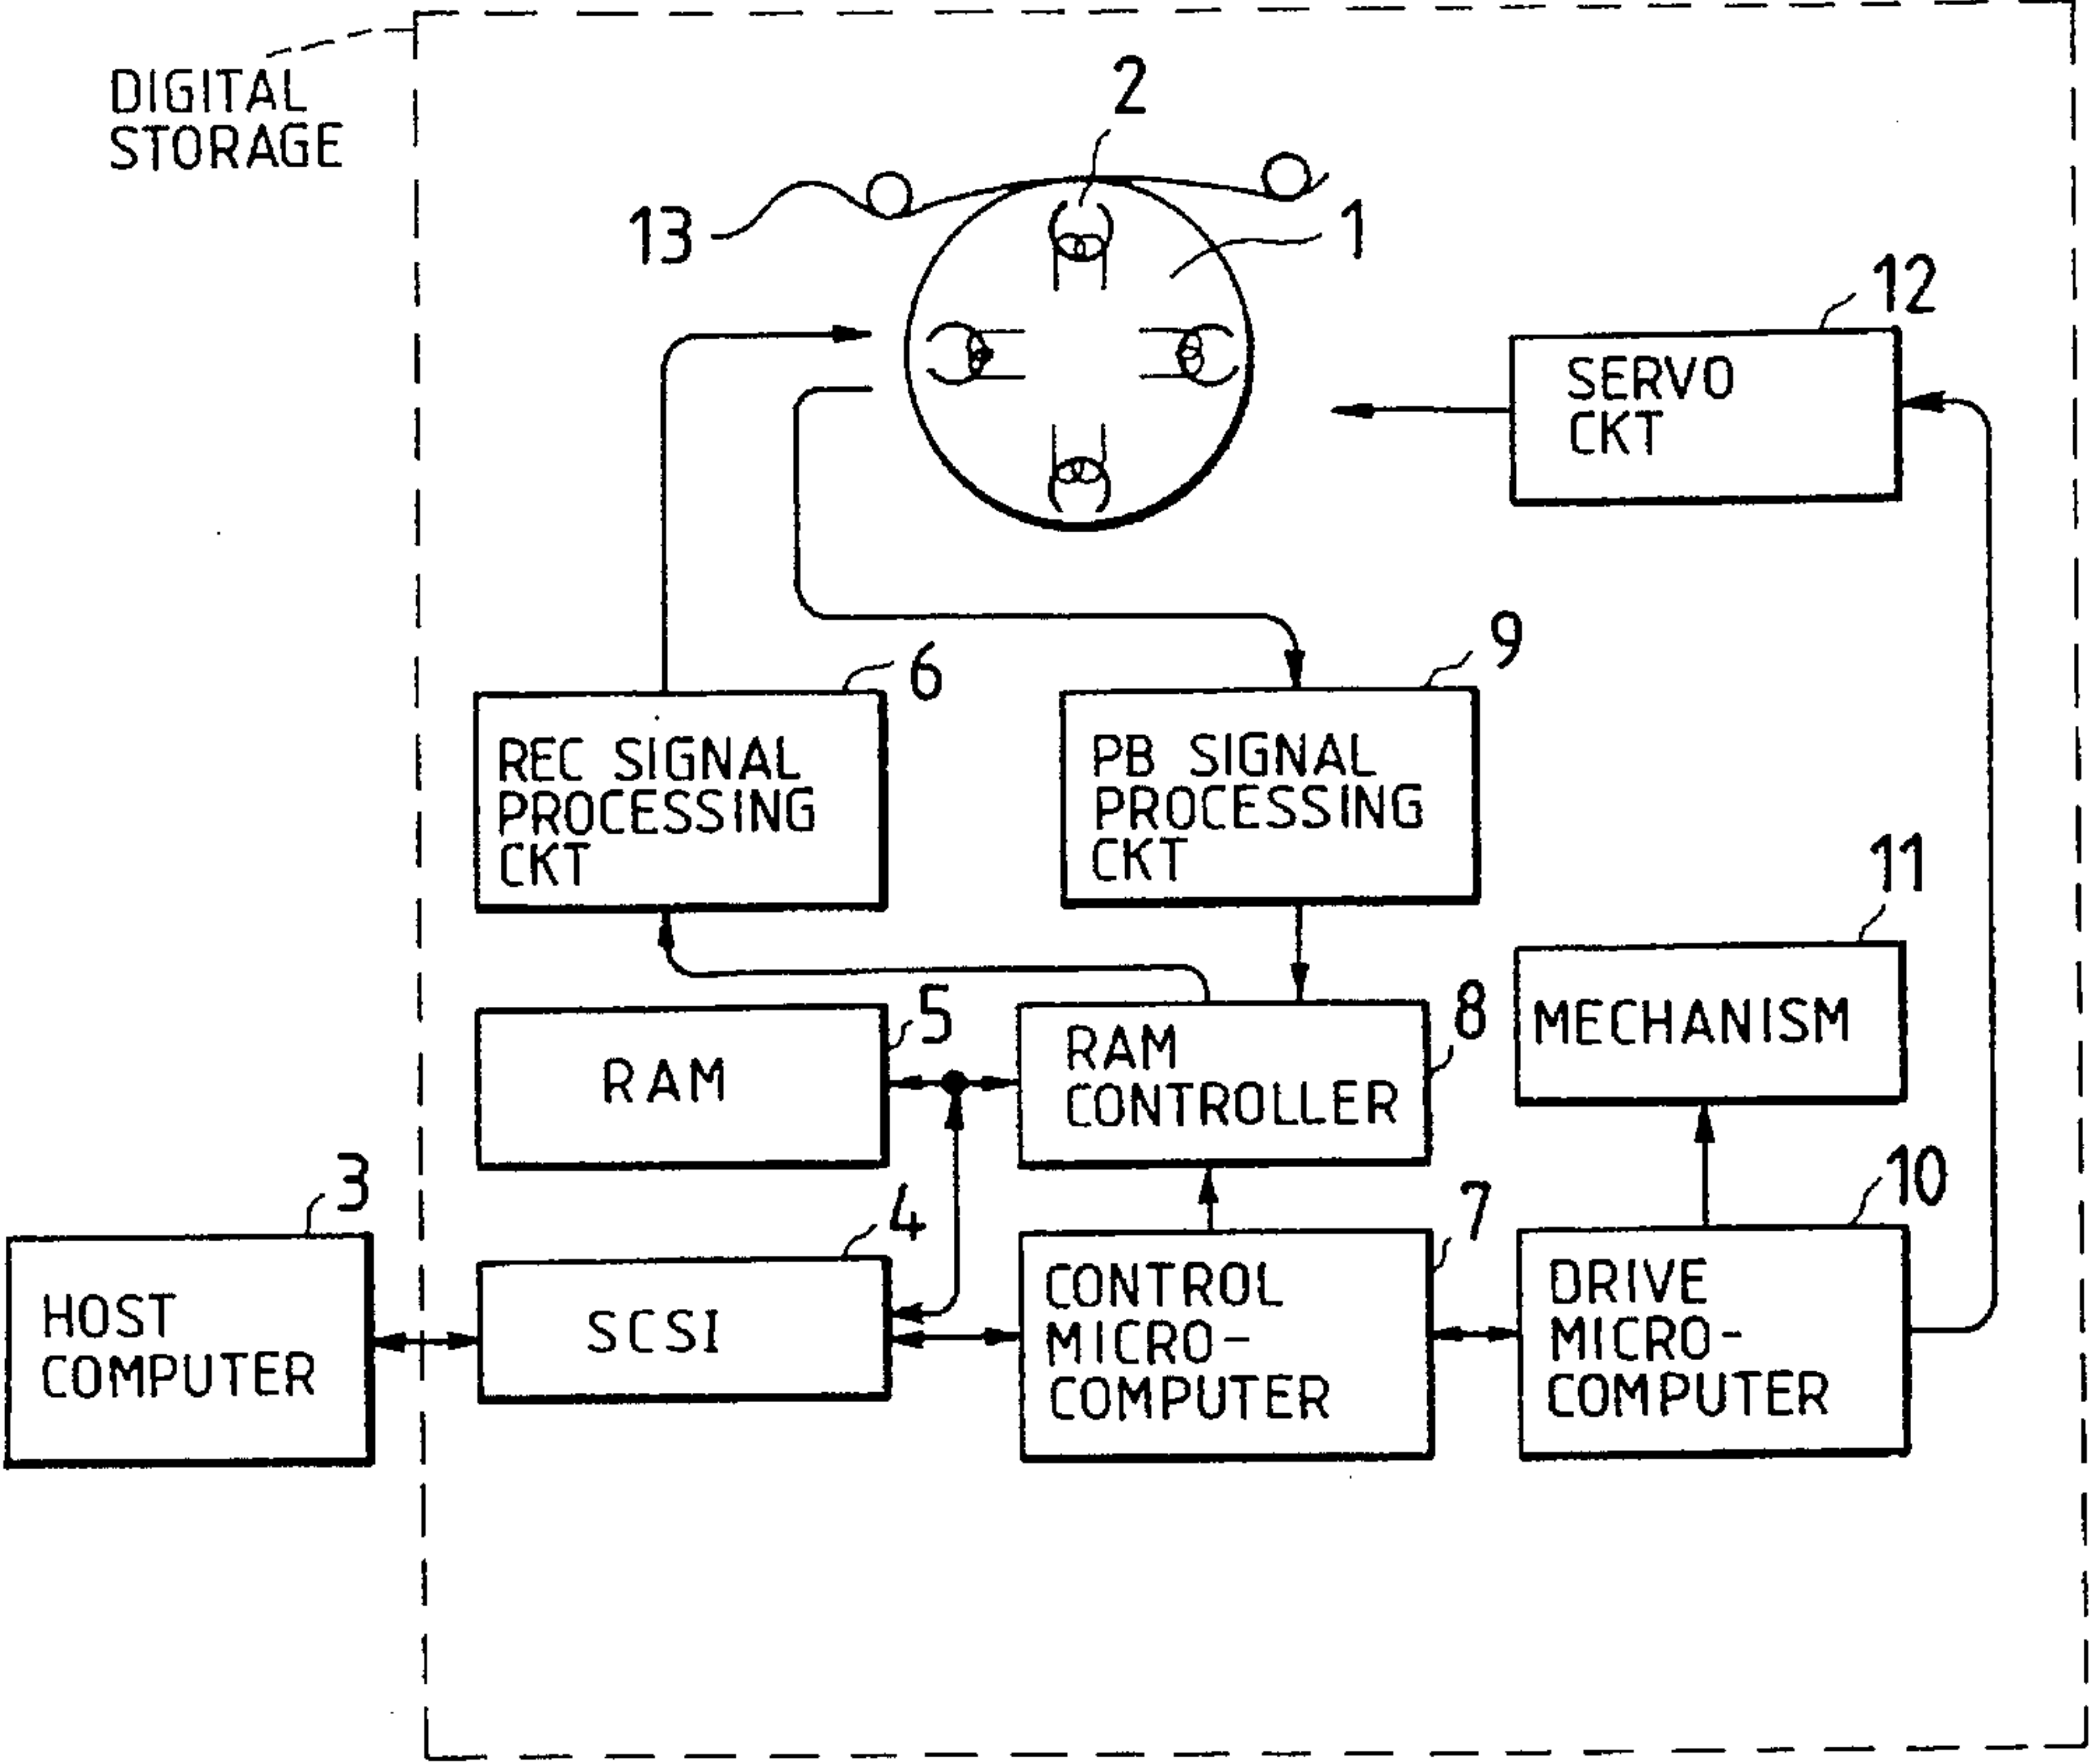 DIGITAL
STORAGE
2
13
1
12
SERVO
CKT
6
9
REC SIGNAL
PROCESSING
CKT
PB SIGNAL
PROCESSING
CKT
11
MECHANISM
5
RAM
8
RAM
CONTROLLER
3
HOST
COMPUTER
4
SCSI
7
CONTROL
MICRO-
COMPUTER
10
DRIVE
MICRO-
COMPUTER